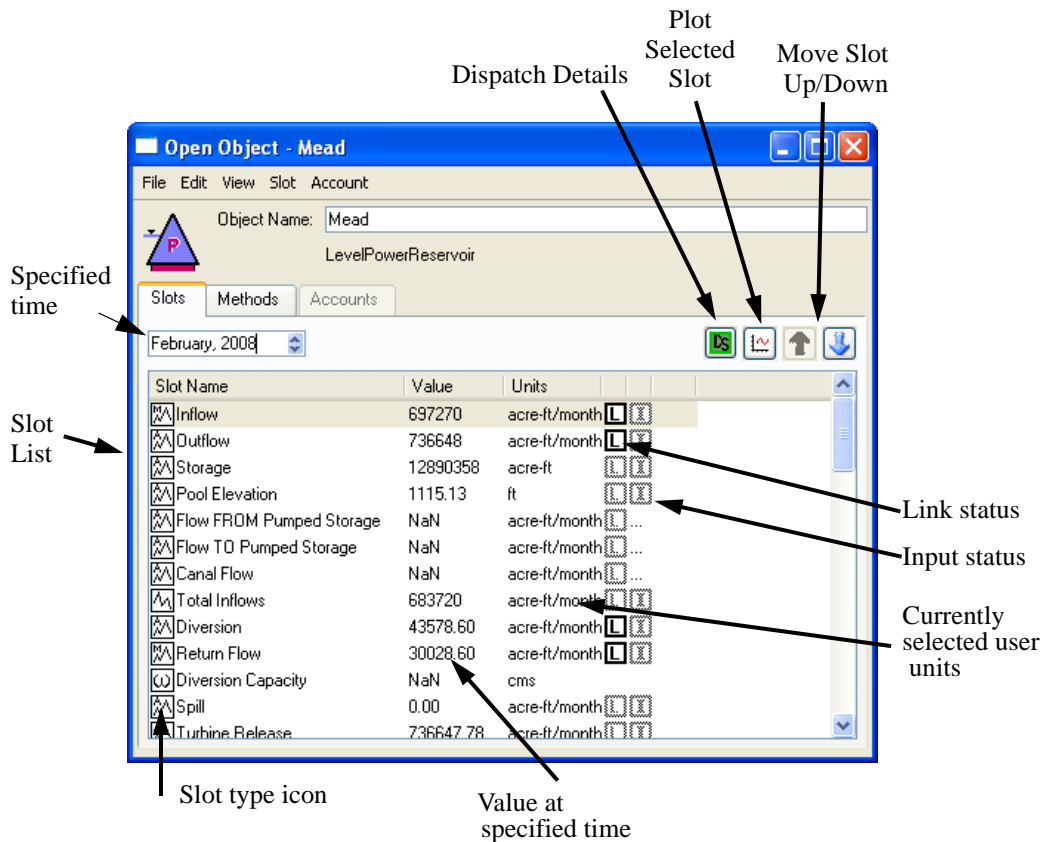 Plot
Selected
Slot
Move Slot
Up/Down
Dispatch Details
Open Object - Mead
File Edit View Slot Account
Object Name: Mead
P
LevelPowerReservoir
Specified
time
Slots Methods Accounts
February, 2008
DS
Slot Name Value Units
Inflow 697270 acre-ft/month L I
Outflow 736648 acre-ft/month L I
Storage 12890358 acre-ft L I
Pool Elevation 1115.13 ft L I
Flow FROM Pumped Storage NaN acre-ft/month L ...
Flow TO Pumped Storage NaN acre-ft/month L ...
Canal Flow NaN acre-ft/month L ...
Total Inflows 683720 acre-ft/month L I
Diversion 43578.60 acre-ft/month L I
Return Flow 30028.60 acre-ft/month L I
Diversion Capacity NaN cms
Spill 0.00 acre-ft/month L I
Turbine Release 736647.78 acre-ft/month L I
Slot
List
Link status
Input status
Currently
selected user
units
Slot type icon
Value at
specified time